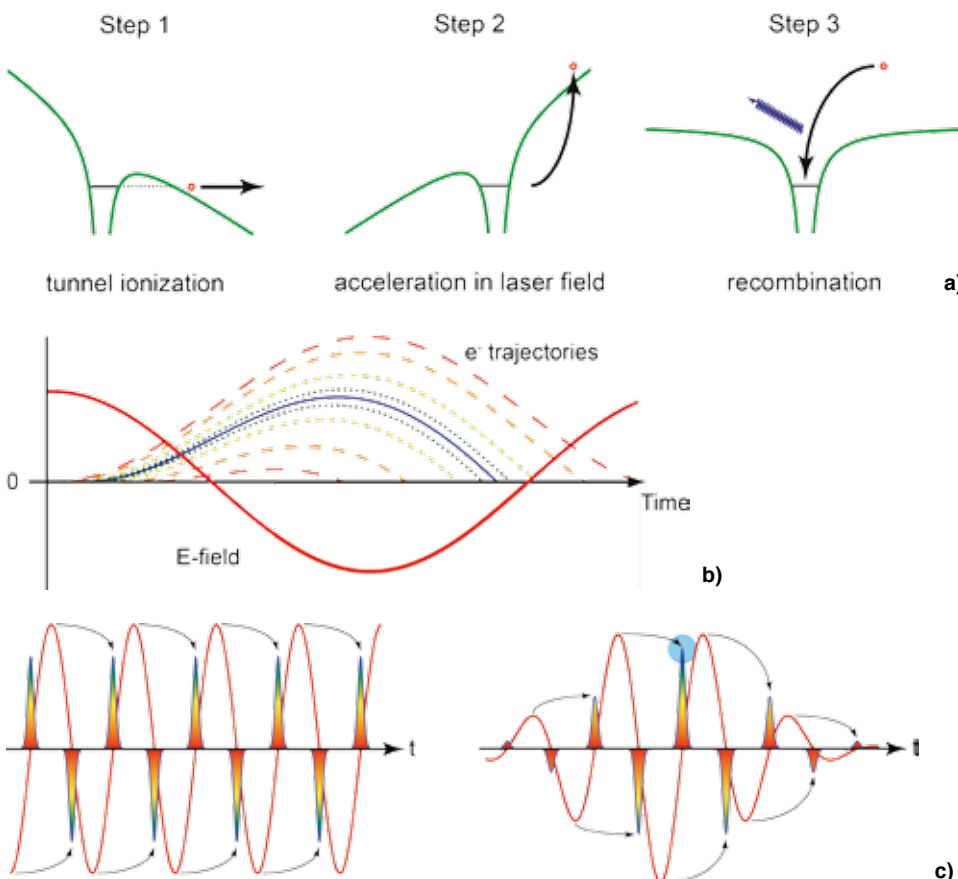 Step 1 Step 2 Step 3
tunnel ionization acceleration in laser field recombination a)
e- trajectories
0
Time
E-field
b)
t t
c)